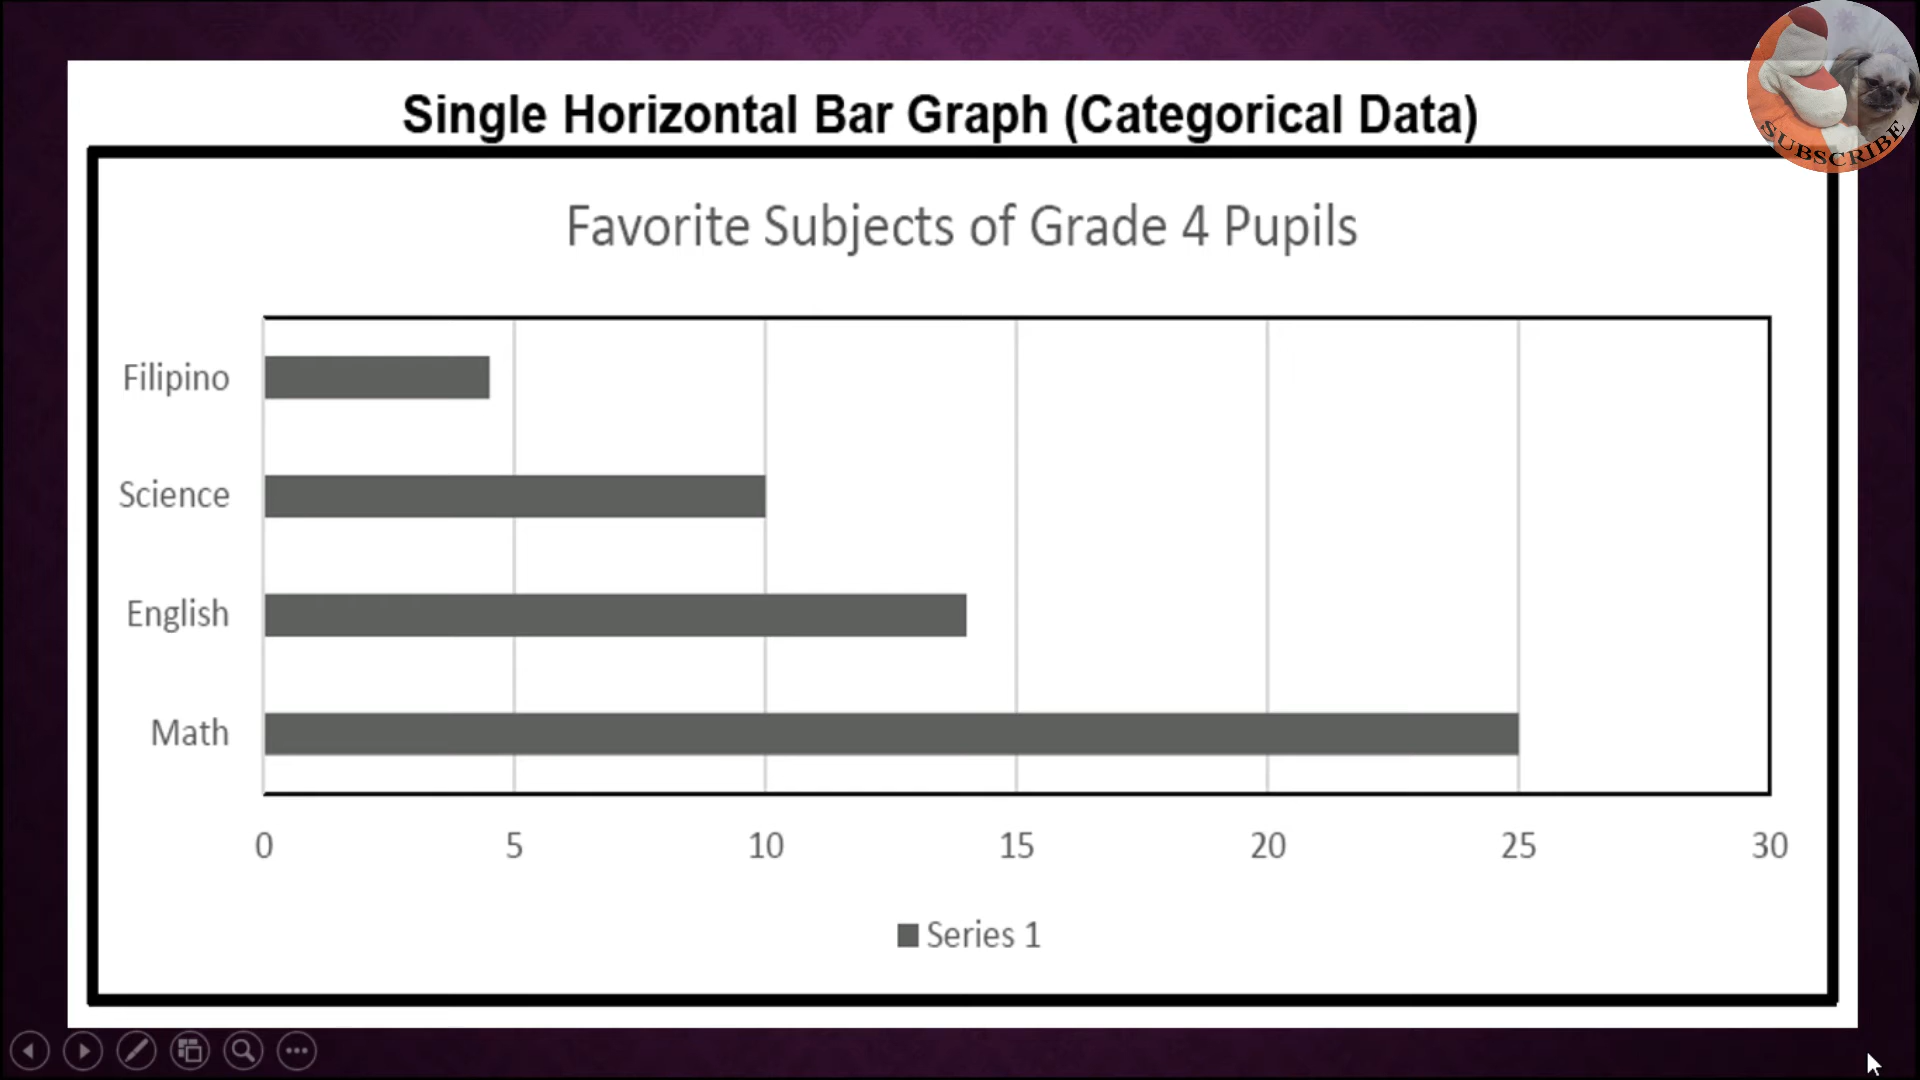 Single Horizontal Bar Graph (Categorical Data)
SUBSCRIBE
Favorite Subjects of Grade 4 Pupils
Filipino
Science
English
Math
0 5 10 15 20 25 30
Series 1